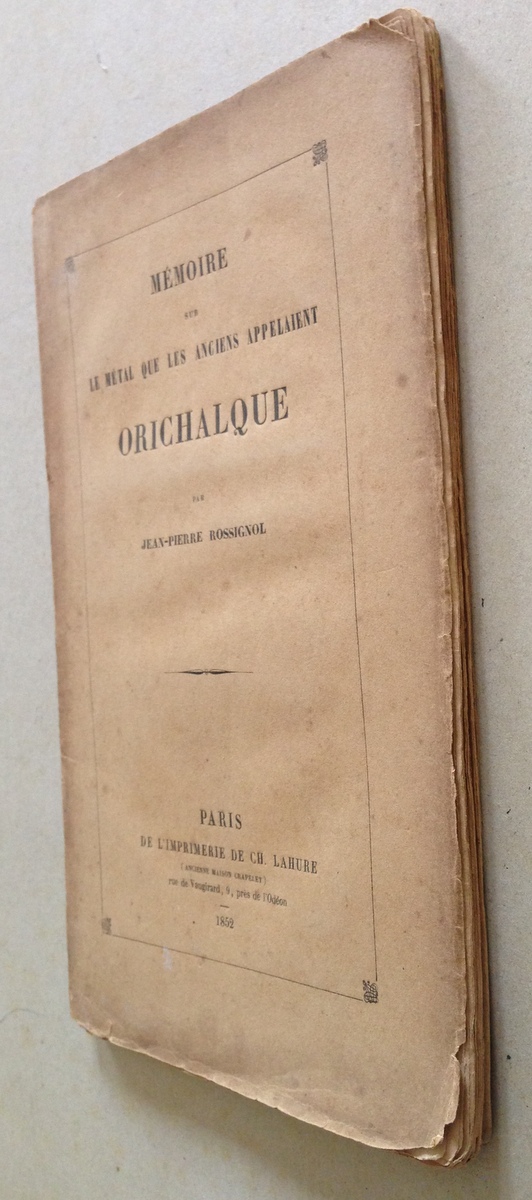 MÉMOIRE
SUR
LE MÉTAL QUE LES ANCIENS APPELAIENT
ORICHALQUE
PAR
JEAN-PIERRE ROSSIGNOL
PARIS
DE L'IMPRIMERIE DE CH. LAHURE
(ANCIENNE MAISON CRAPELET)
rue de Vaugirard, 9, près de l'Odéon
1852